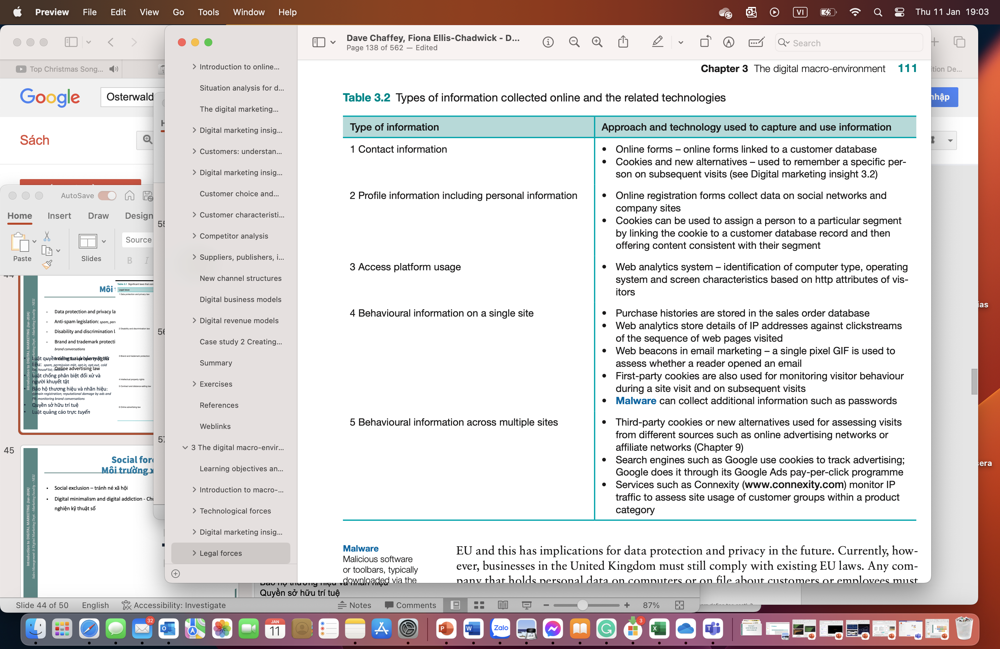 Preview File Edit View Go Tools Window Help
VI Thu 11 Jan 19:03
Dave Chaffey, Fiona Ellis-Chadwick - D...
Page 138 of 562 — Edited
Search
Top Christmas Song...
tion De...
Google
Osterwald
nhập
Sách
AutoSave
Home Insert Draw Design
Paste
Slides
Source
B I
Môi
Table 3.1 Significant laws that con
Legal issue
1 Data protection and privacy law
2 Disability and discrimination law
3 Brand and trademark protection
4 Intellectual property rights
5 Contract and distance-selling law
6 Online advertising law
• Data protection and privacy la
• Anti-spam legislation: spam, perr
• Disability and discrimination l
• Brand and trademark protecti
brand conversations
Online advertising law
liệu: spam, permission mkt, opt-in, opt-out, cold
• Luật chống phân biệt đối xử và
người khuyết tật
• Bảo hộ thương hiệu và nhãn hiệu:
domain registration; reputational damage by ads and
PR; monitoring brand conversations
• Quyền sở hữu trí tuệ
• Luật quảng cáo trực tuyến
Introduction to DIGITAL MARKETING (Jan-2024)
45
Social for
Môi trường x
• Social exclusion – tránh né xã hội
• Digital minimalism and digital addiction - Ch
nghiện kỹ thuật số
Introduction to DIGITAL MARKETING (Jan-2024)
Sales Management & Digital Marketing Dept. –Marketing Faculty – NEU
55
56
57
Introduction to online...
Situation analysis for d...
The digital marketing...
Digital marketing insig...
Customers: understan...
Digital marketing insig...
Customer choice and...
Customer characteristi...
Competitor analysis
Suppliers, publishers, i...
New channel structures
Digital business models
Digital revenue models
Case study 2 Creating...
Summary
Exercises
References
Weblinks
3 The digital macro-envir...
Learning objectives an...
Introduction to macro-...
Technological forces
Digital marketing insig...
Legal forces
Chapter 3 The digital macro-environment 111
Table 3.2 Types of information collected online and the related technologies
Type of information
Approach and technology used to capture and use information
1 Contact information
• Online forms – online forms linked to a customer database
• Cookies and new alternatives – used to remember a specific per-
son on subsequent visits (see Digital marketing insight 3.2)
2 Profile information including personal information
• Online registration forms collect data on social networks and
company sites
• Cookies can be used to assign a person to a particular segment
by linking the cookie to a customer database record and then
offering content consistent with their segment
3 Access platform usage
• Web analytics system – identification of computer type, operating
system and screen characteristics based on http attributes of vis-
itors
4 Behavioural information on a single site
• Purchase histories are stored in the sales order database
• Web analytics store details of IP addresses against clickstreams
of the sequence of web pages visited
• Web beacons in email marketing – a single pixel GIF is used to
assess whether a reader opened an email
• First-party cookies are also used for monitoring visitor behaviour
during a site visit and on subsequent visits
• Malware can collect additional information such as passwords
5 Behavioural information across multiple sites
• Third-party cookies or new alternatives used for assessing visits
from different sources such as online advertising networks or
affiliate networks (Chapter 9)
• Search engines such as Google use cookies to track advertising;
Google does it through its Google Ads pay-per-click programme
• Services such as Connexity (www.connexity.com) monitor IP
traffic to assess site usage of customer groups within a product
category
Malware
Malicious software
or toolbars, typically
downloaded via the
EU and this has implications for data protection and privacy in the future. Currently, how-
ever, businesses in the United Kingdom must still comply with existing EU laws. Any com-
pany that holds personal data on computers or on file about customers or employees must
Bảo hộ thương hiệu và nhãn hiệu
Quyền sở hữu trí tuệ
ias
sera
Slide 44 of 50 English Accessibility: Investigate Notes Comments 87%
32
JAN
11
Zalo
3